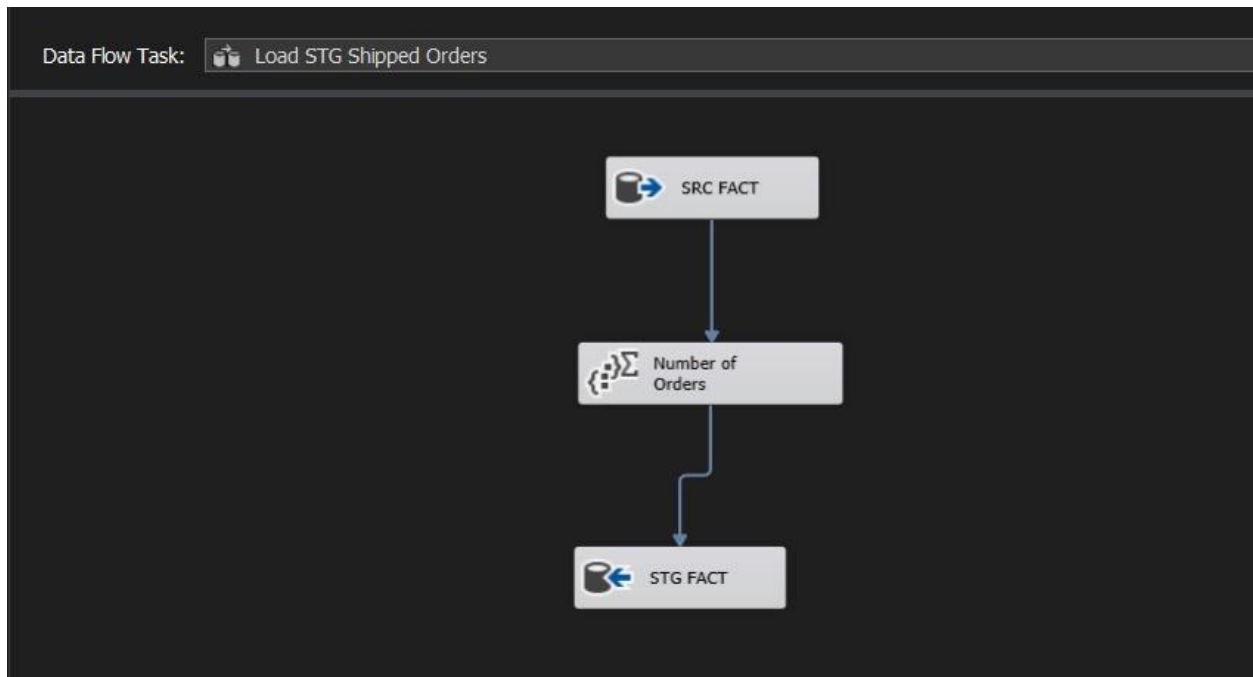 Data Flow Task: Load STG Shipped Orders
SRC FACT
Number of
Orders
STG FACT